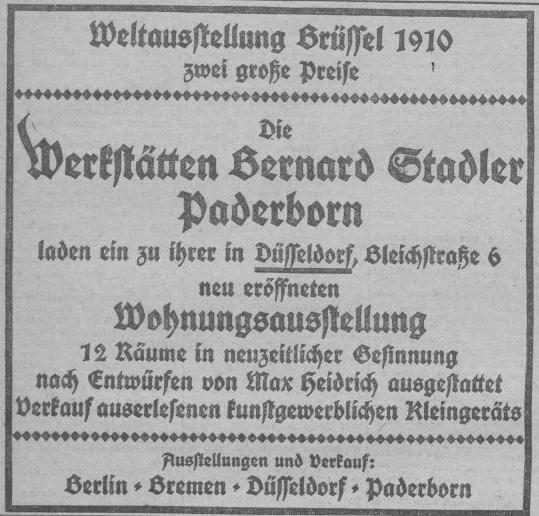 Weltausstellung Brüssel 1910
zwei große Preise
Die
Werkstätten Bernard Stadler
Paderborn
laden ein zu ihrer in Düsseldorf, Bleichstraße 6
neu eröffneten
Wohnungsausstellung
12 Räume in neuzeitlicher Gesinnung
nach Entwürfen von Max Heidrich ausgestattet
Verkauf auserlesenen kunstgewerblichen Kleingeräts
Ausstellungen und Verkauf:
Berlin • Bremen • Düsseldorf • Paderborn